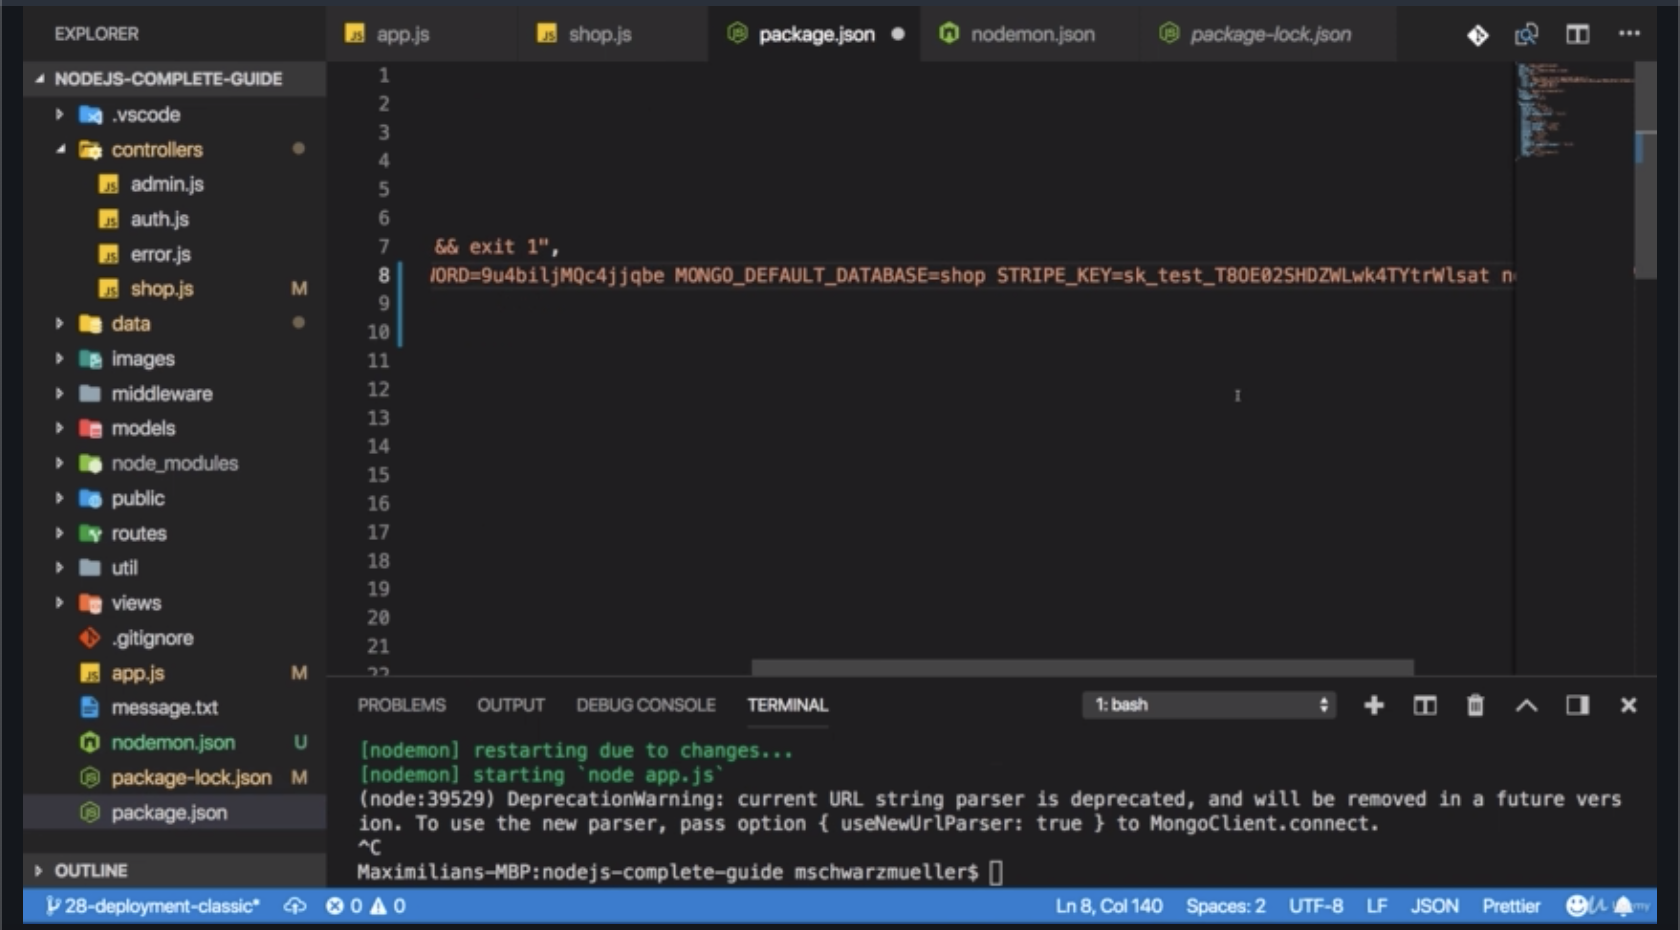 EXPLORER
app.js
shop.js
package.json
nodemon.json
package-lock.json
NODEJS-COMPLETE-GUIDE
.vscode
controllers
admin.js
auth.js
error.js
shop.js M
data
images
middleware
models
node_modules
public
routes
util
views
.gitignore
app.js M
message.txt
nodemon.json U
package-lock.json M
package.json
OUTLINE
1
2
3
4
5
6
7 && exit 1",
8 WORD=9u4biljMQc4jjqbe MONGO_DEFAULT_DATABASE=shop STRIPE_KEY=sk_test_T80E02SHDZWLwk4TYtrWlsat
9
10
11
12
13
14
15
16
17
18
19
20
21
22
PROBLEMS OUTPUT DEBUG CONSOLE TERMINAL 1: bash
[nodemon] restarting due to changes...
[nodemon] starting `node app.js`
(node:39529) DeprecationWarning: current URL string parser is deprecated, and will be removed in a future vers
ion. To use the new parser, pass option { useNewUrlParser: true } to MongoClient.connect.
^C
Maximilians-MBP:nodejs-complete-guide mschwarzmueller$
28-deployment-classic* 0 0 Ln 8, Col 140 Spaces: 2 UTF-8 LF JSON Prettier